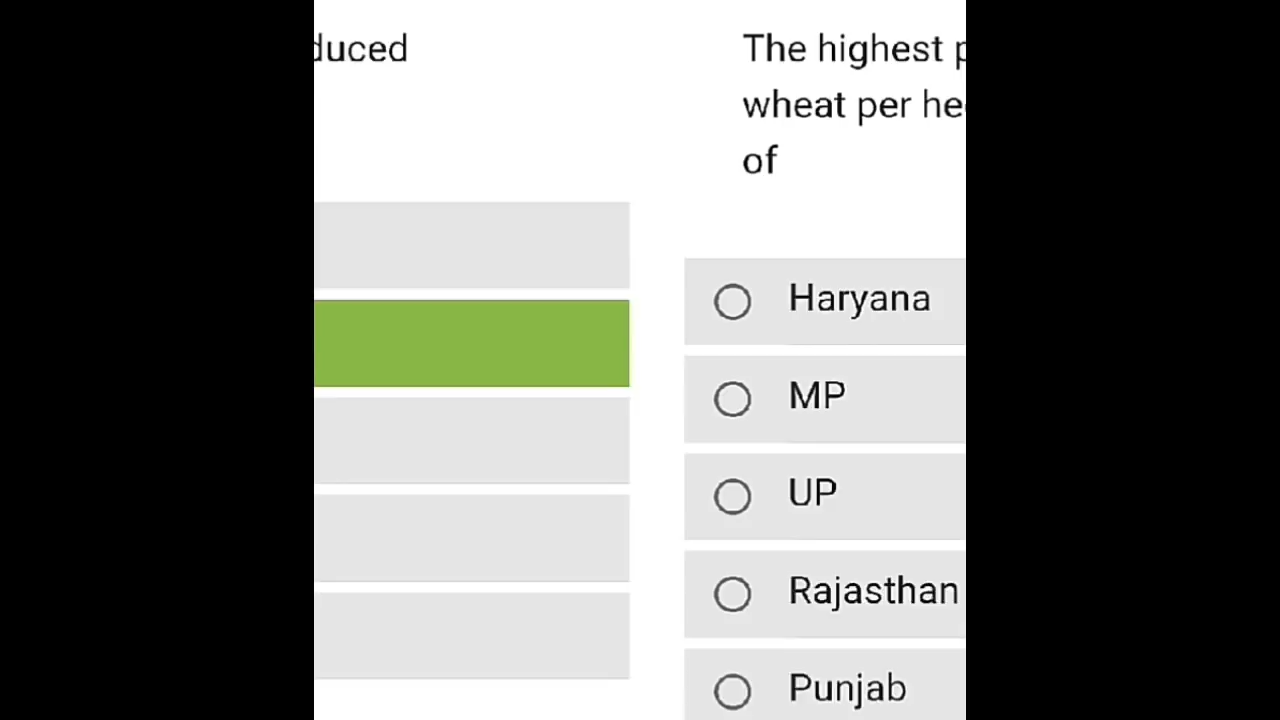 duced
The highest
wheat per
of
Haryana
MP
UP
Rajasthan
Punjab